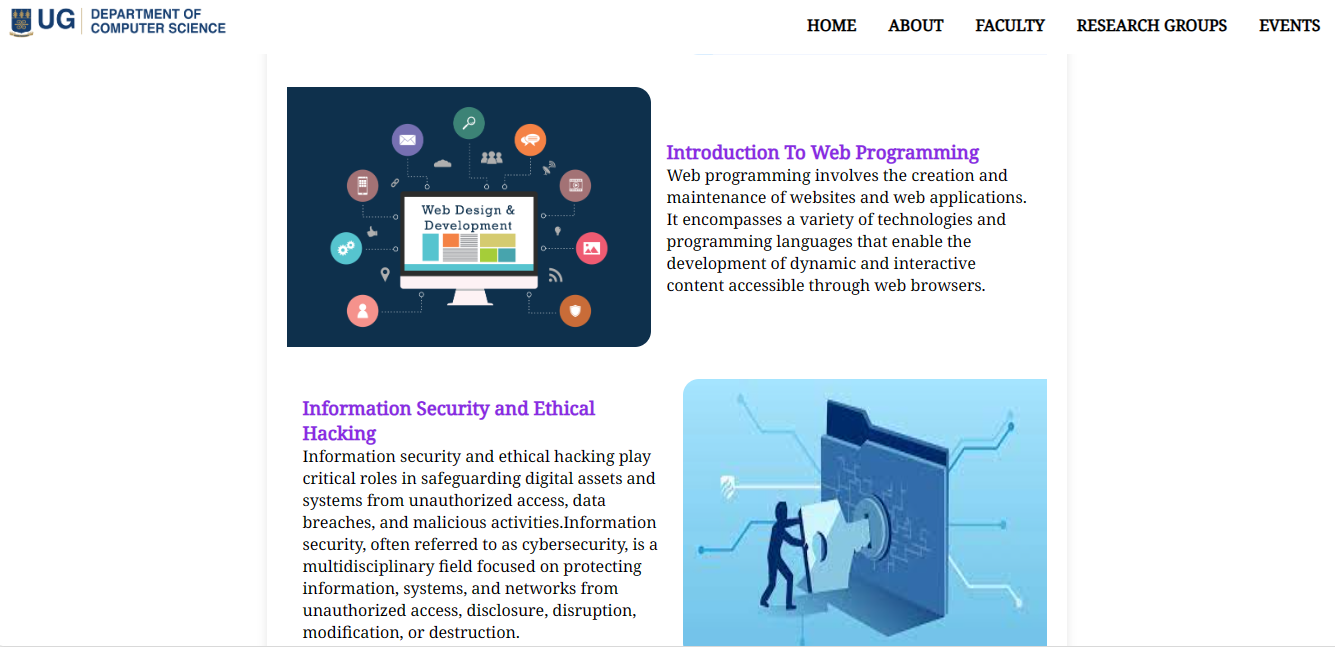 UG
DEPARTMENT OF
COMPUTER SCIENCE
HOME ABOUT FACULTY RESEARCH GROUPS EVENTS
Web Design &
Development
Introduction To Web Programming
Web programming involves the creation and
maintenance of websites and web applications.
It encompasses a variety of technologies and
programming languages that enable the
development of dynamic and interactive
content accessible through web browsers.
Information Security and Ethical
Hacking
Information security and ethical hacking play
critical roles in safeguarding digital assets and
systems from unauthorized access, data
breaches, and malicious activities.Information
security, often referred to as cybersecurity, is a
multidisciplinary field focused on protecting
information, systems, and networks from
unauthorized access, disclosure, disruption,
modification, or destruction.